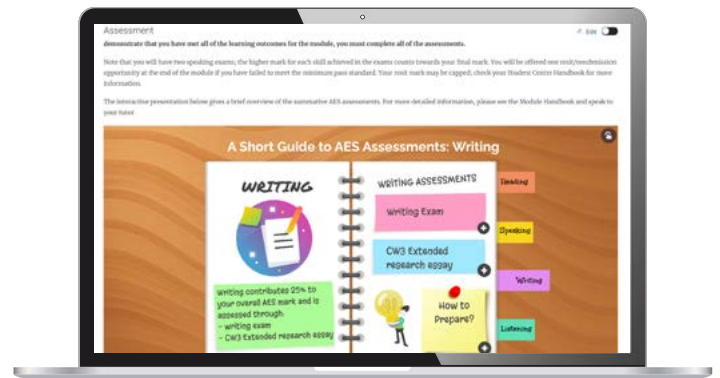 Assessment
Edit
demonstrate that you have met all of the learning outcomes for the module, you must complete all of the assessments.
Note that you will have two speaking exams; the higher mark for each skill achieved in the exams counts towards your final mark. You will be offered one resit/resubmission
opportunity at the end of the module if you have failed to meet the minimum pass standard. Your resit mark may be capped; check your Student Centre Handbook for more
information.
The interactive presentation below gives a brief overview of the summative AES assessments. For more detailed information, please see the Module Handbook and speak to
your tutor
A Short Guide to AES Assessments: Writing
WRITING
writing contributes 25% to
your overall AES mark and is
assessed through:
- writing exam
- CW3 Extended research essay
WRITING ASSESSMENTS
Writing Exam
CW3 Extended
research essay
How to
Prepare?
Reading
Speaking
Writing
Listening